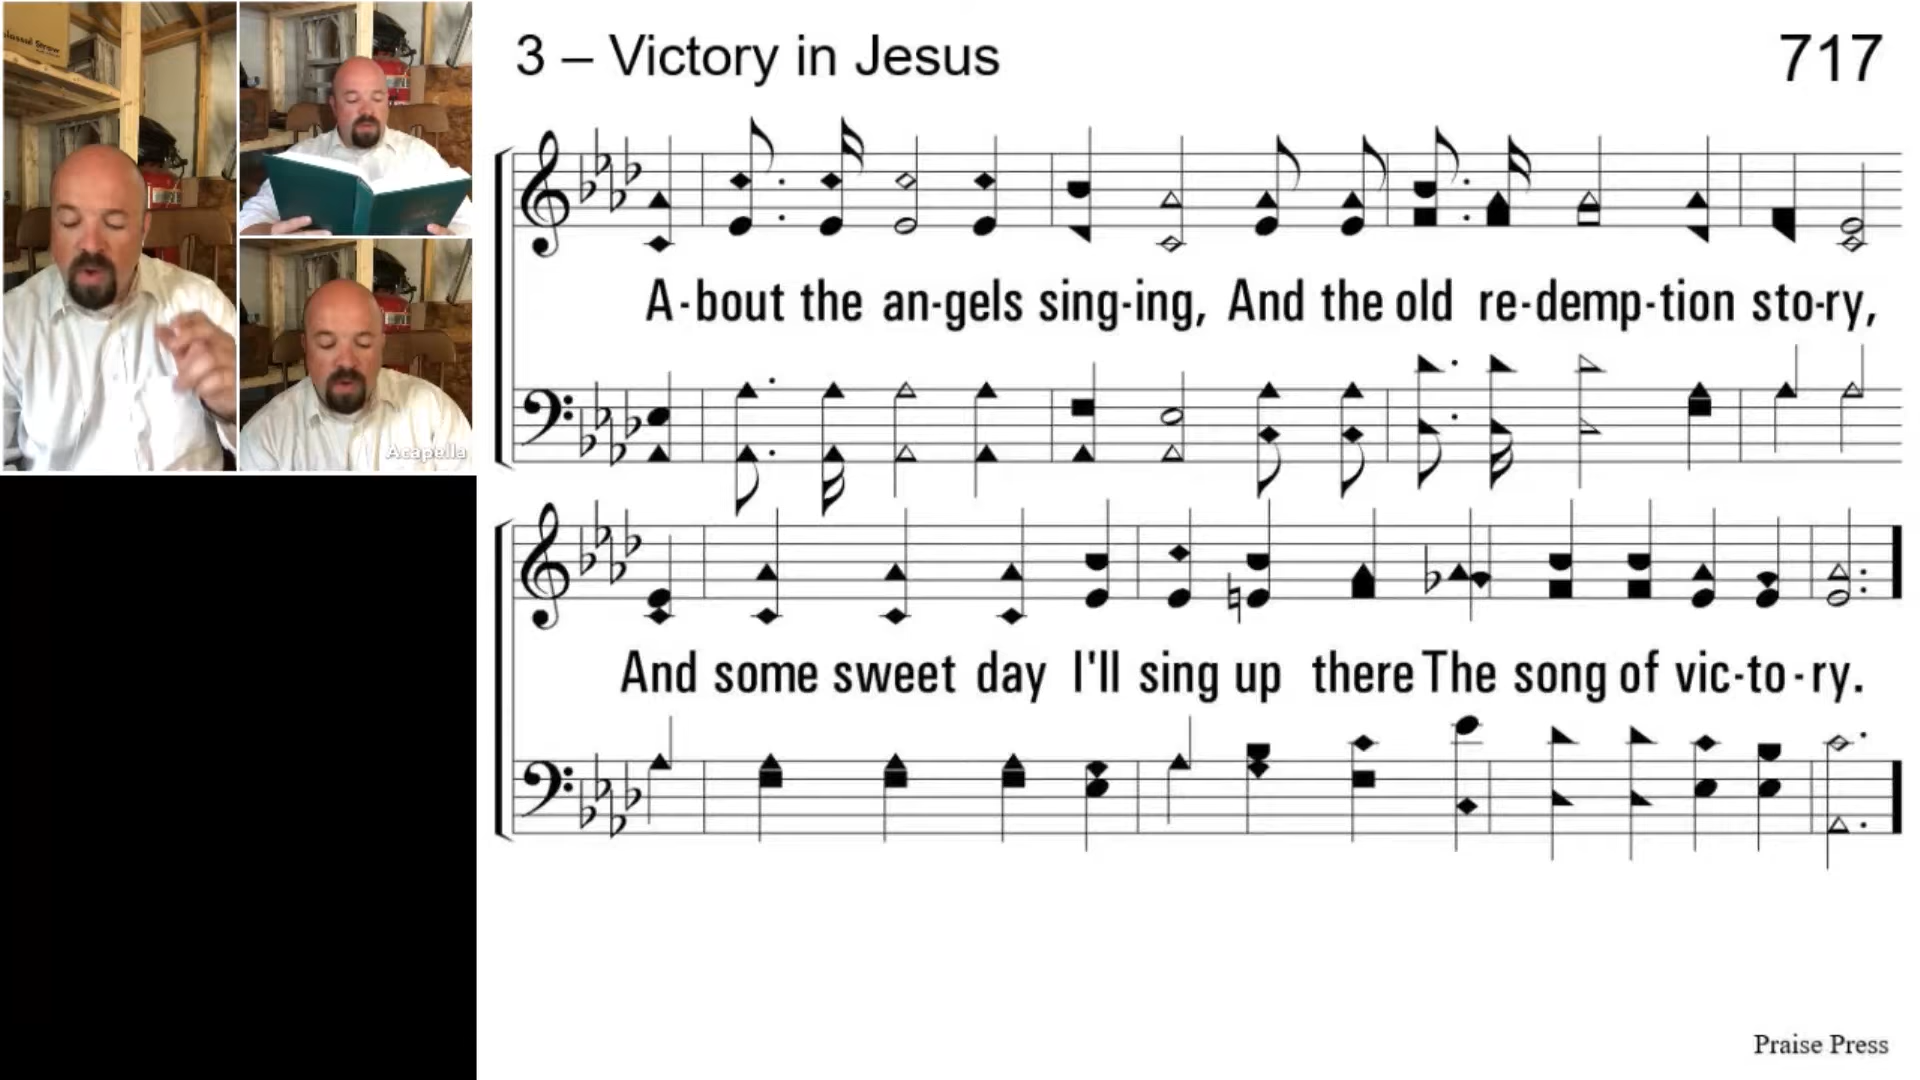 3 – Victory in Jesus
717
A-bout the an-gels sing-ing, And the old re-demp-tion sto-ry,
And some sweet day I'll sing up there The song of vic-to-ry.
Acapella
Praise Press